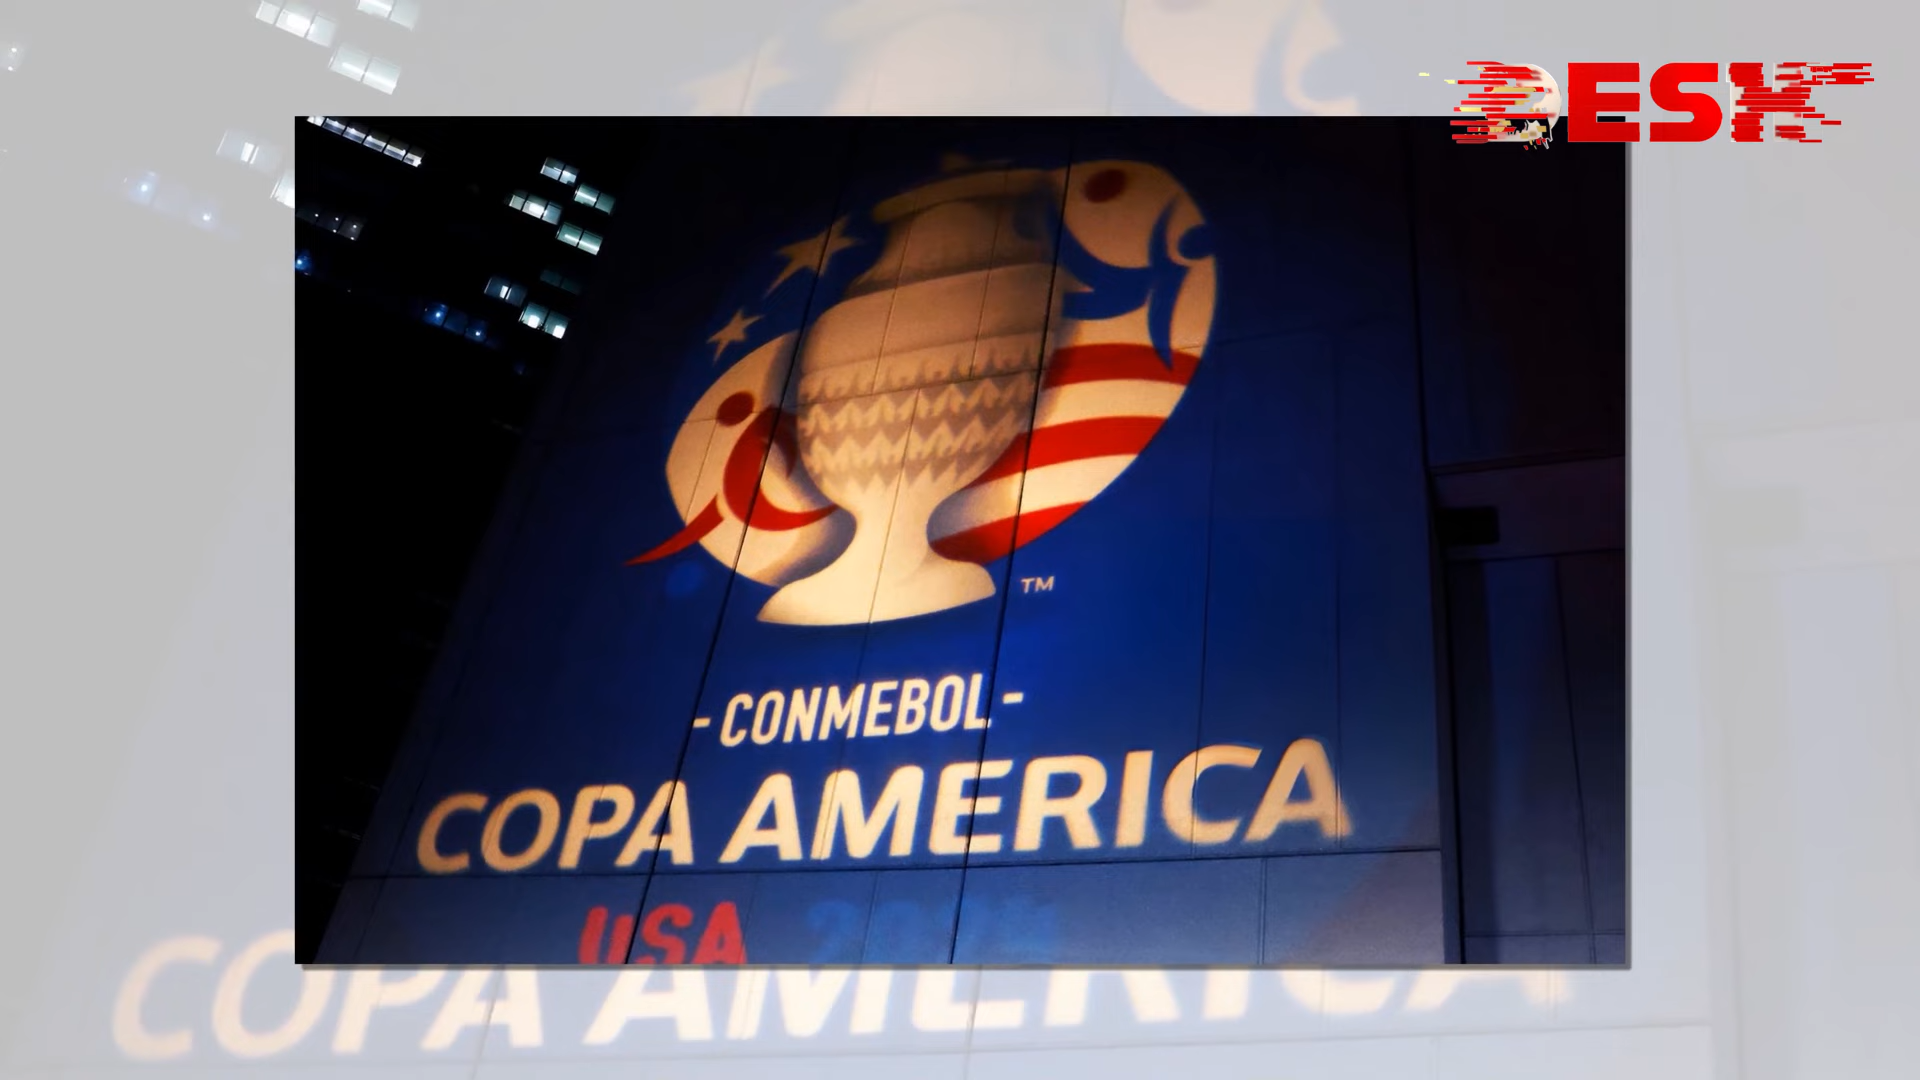 ESK
TM
- CONMEBOL -
COPA AMERICA
USA
COPA AMERICA